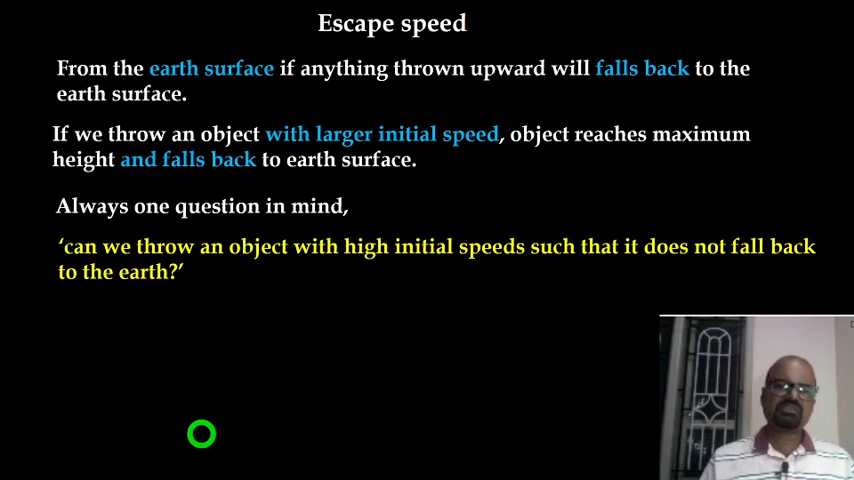 Escape speed
From the earth surface if anything thrown upward will falls back to the
earth surface.
If we throw an object with larger initial speed, object reaches maximum
height and falls back to earth surface.
Always one question in mind,
‘can we throw an object with high initial speeds such that it does not fall back
to the earth?’